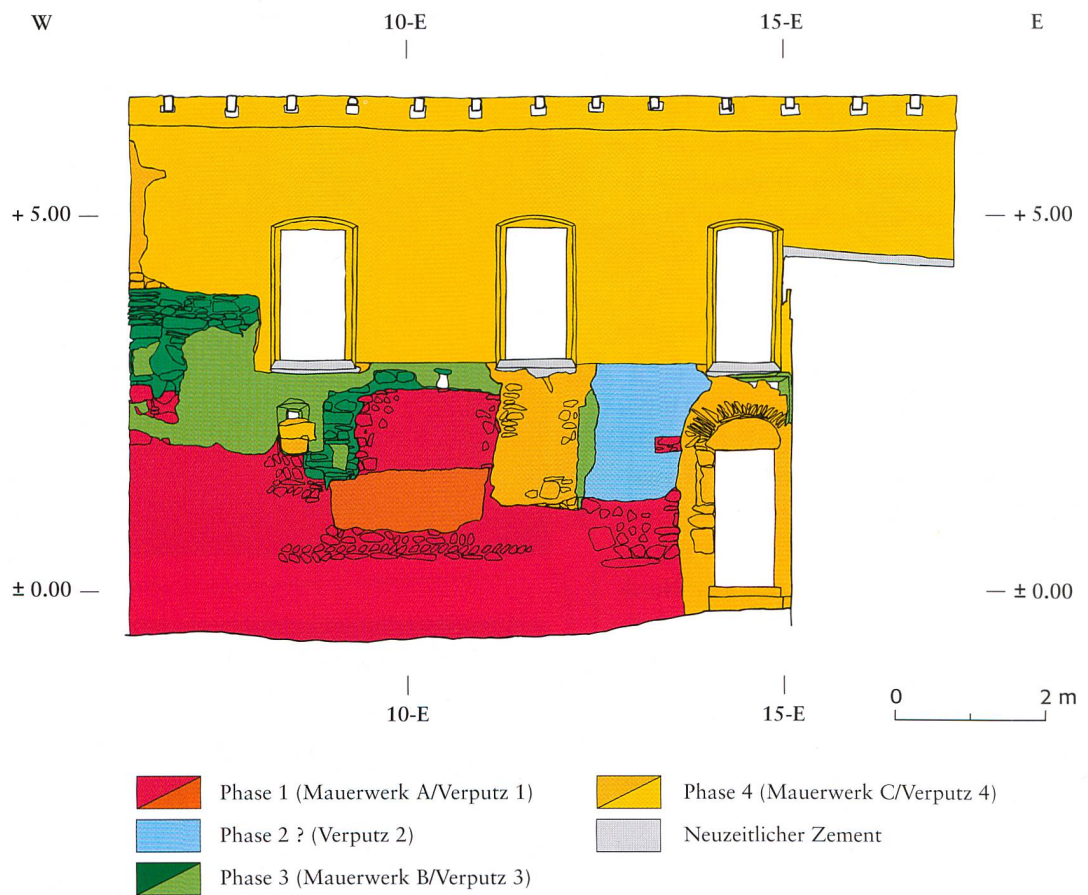 W 10-E 15-E E
+ 5.00 + 5.00
± 0.00 ± 0.00
10-E 15-E 0 2 m
Phase 1 (Mauerwerk A/Verputz 1)
Phase 2 ? (Verputz 2)
Phase 3 (Mauerwerk B/Verputz 3)
Phase 4 (Mauerwerk C/Verputz 4)
Neuzeitlicher Zement